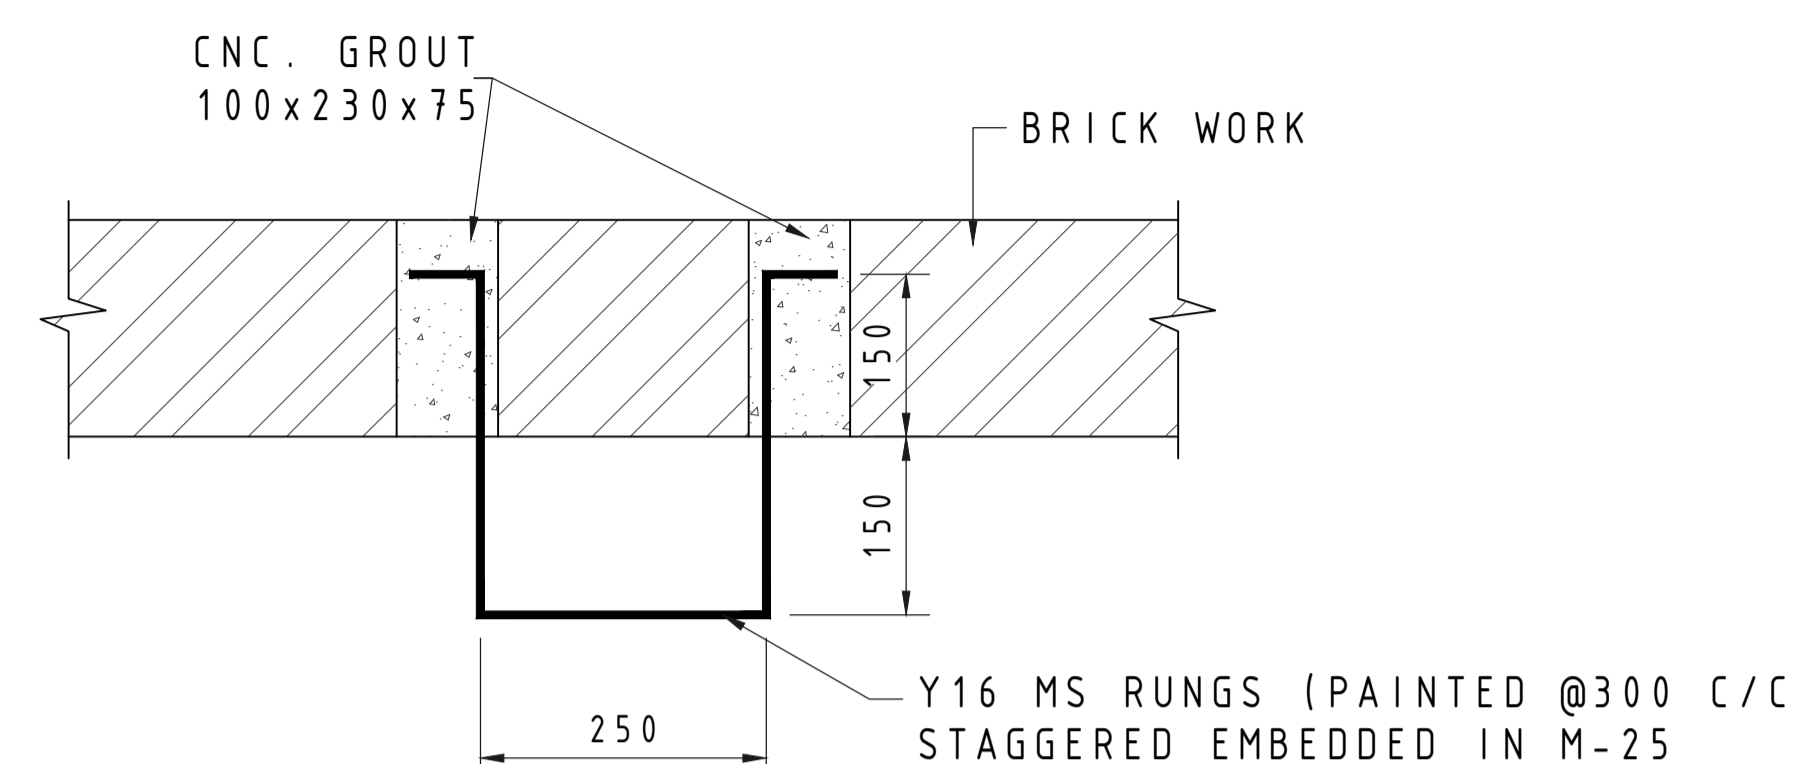 CNC. GROUT
100x230x75
BRICK WORK
150
150
250
Y16 MS RUNGS (PAINTED @300 C/C
STAGGERED EMBEDDED IN M-25